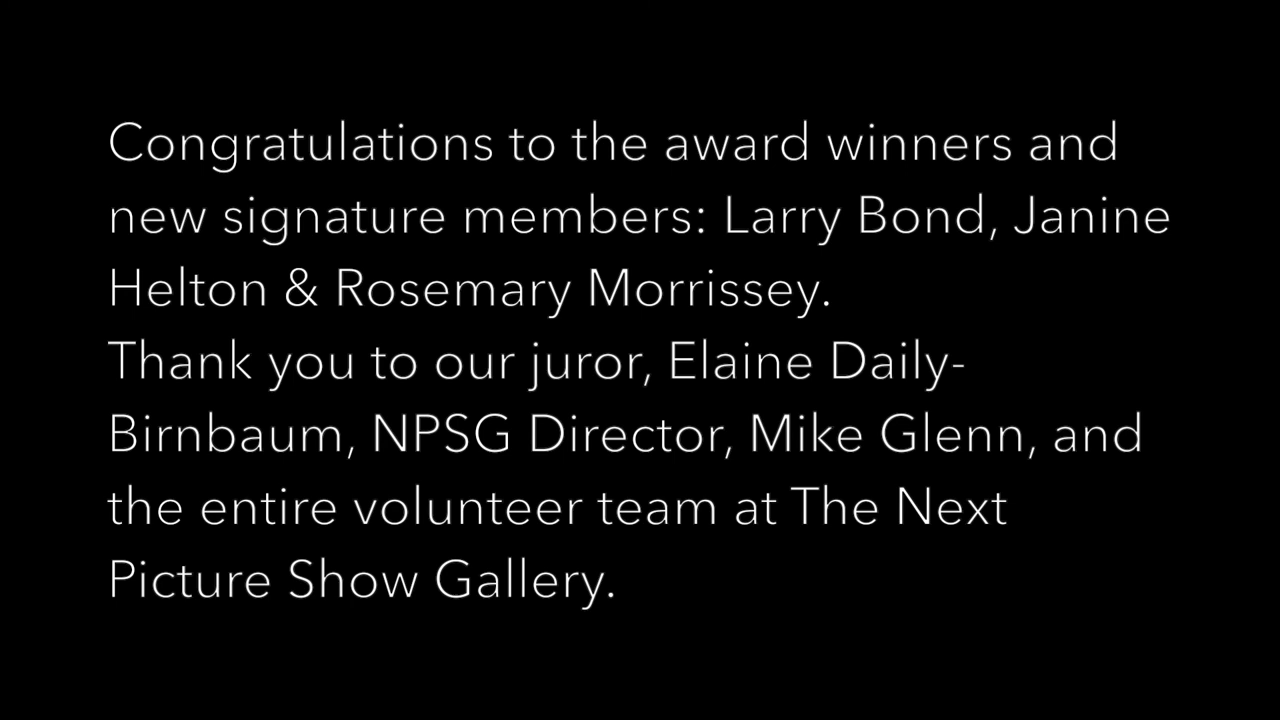 Congratulations to the award winners and
new signature members: Larry Bond, Janine
Helton & Rosemary Morrissey.
Thank you to our juror, Elaine Daily-
Birnbaum, NPSG Director, Mike Glenn, and
the entire volunteer team at The Next
Picture Show Gallery.